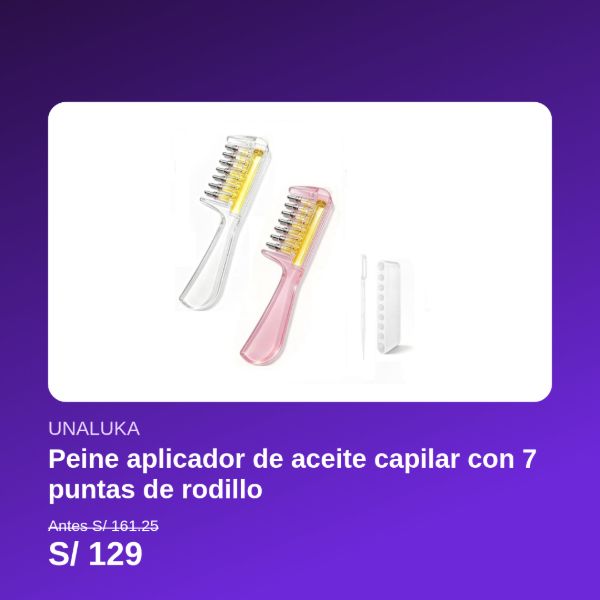 UNALUKA
Peine aplicador de aceite capilar con 7
puntas de rodillo
Antes S/ 161.25
S/ 129